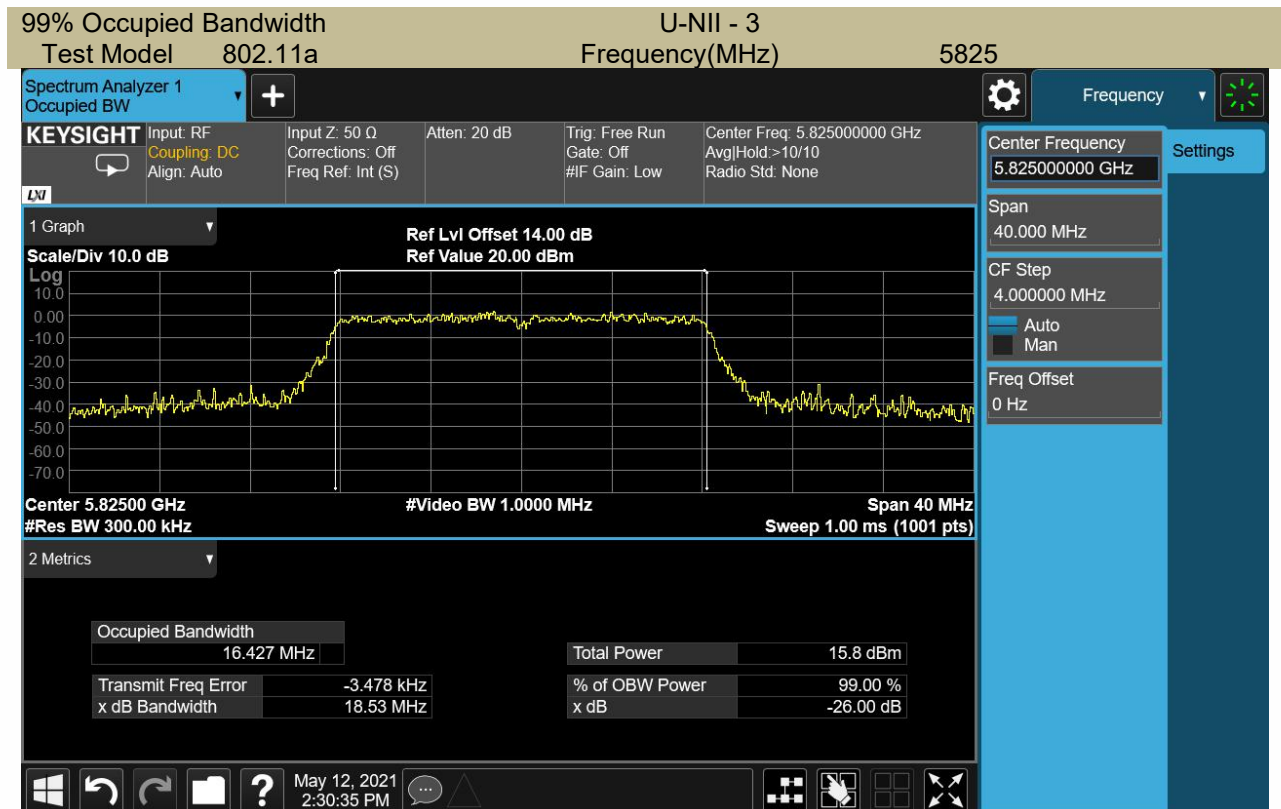 99% Occupied Bandwidth U-NII - 3
Test Model 802.11a Frequency(MHz) 5825
Spectrum Analyzer 1
Occupied BW
+
Frequency
KEYSIGHT
LXI
Input: RF
Coupling: DC
Align: Auto
Input Z: 50 Ω
Corrections: Off
Freq Ref: Int (S)
Atten: 20 dB
Trig: Free Run
Gate: Off
#IF Gain: Low
Center Freq: 5.825000000 GHz
Avg|Hold:>10/10
Radio Std: None
Center Frequency
5.825000000 GHz
Settings
Span
40.000 MHz
CF Step
4.000000 MHz
Auto
Man
Freq Offset
0 Hz
1 Graph
Ref Lvl Offset 14.00 dB
Scale/Div 10.0 dB Ref Value 20.00 dBm
Log
10.0
0.00
-10.0
-20.0
-30.0
-40.0
-50.0
-60.0
-70.0
Center 5.82500 GHz #Video BW 1.0000 MHz Span 40 MHz
#Res BW 300.00 kHz Sweep 1.00 ms (1001 pts)
2 Metrics
Occupied Bandwidth
16.427 MHz
Total Power 15.8 dBm
Transmit Freq Error -3.478 kHz
% of OBW Power 99.00 %
x dB Bandwidth 18.53 MHz
x dB -26.00 dB
?
May 12, 2021
2:30:35 PM